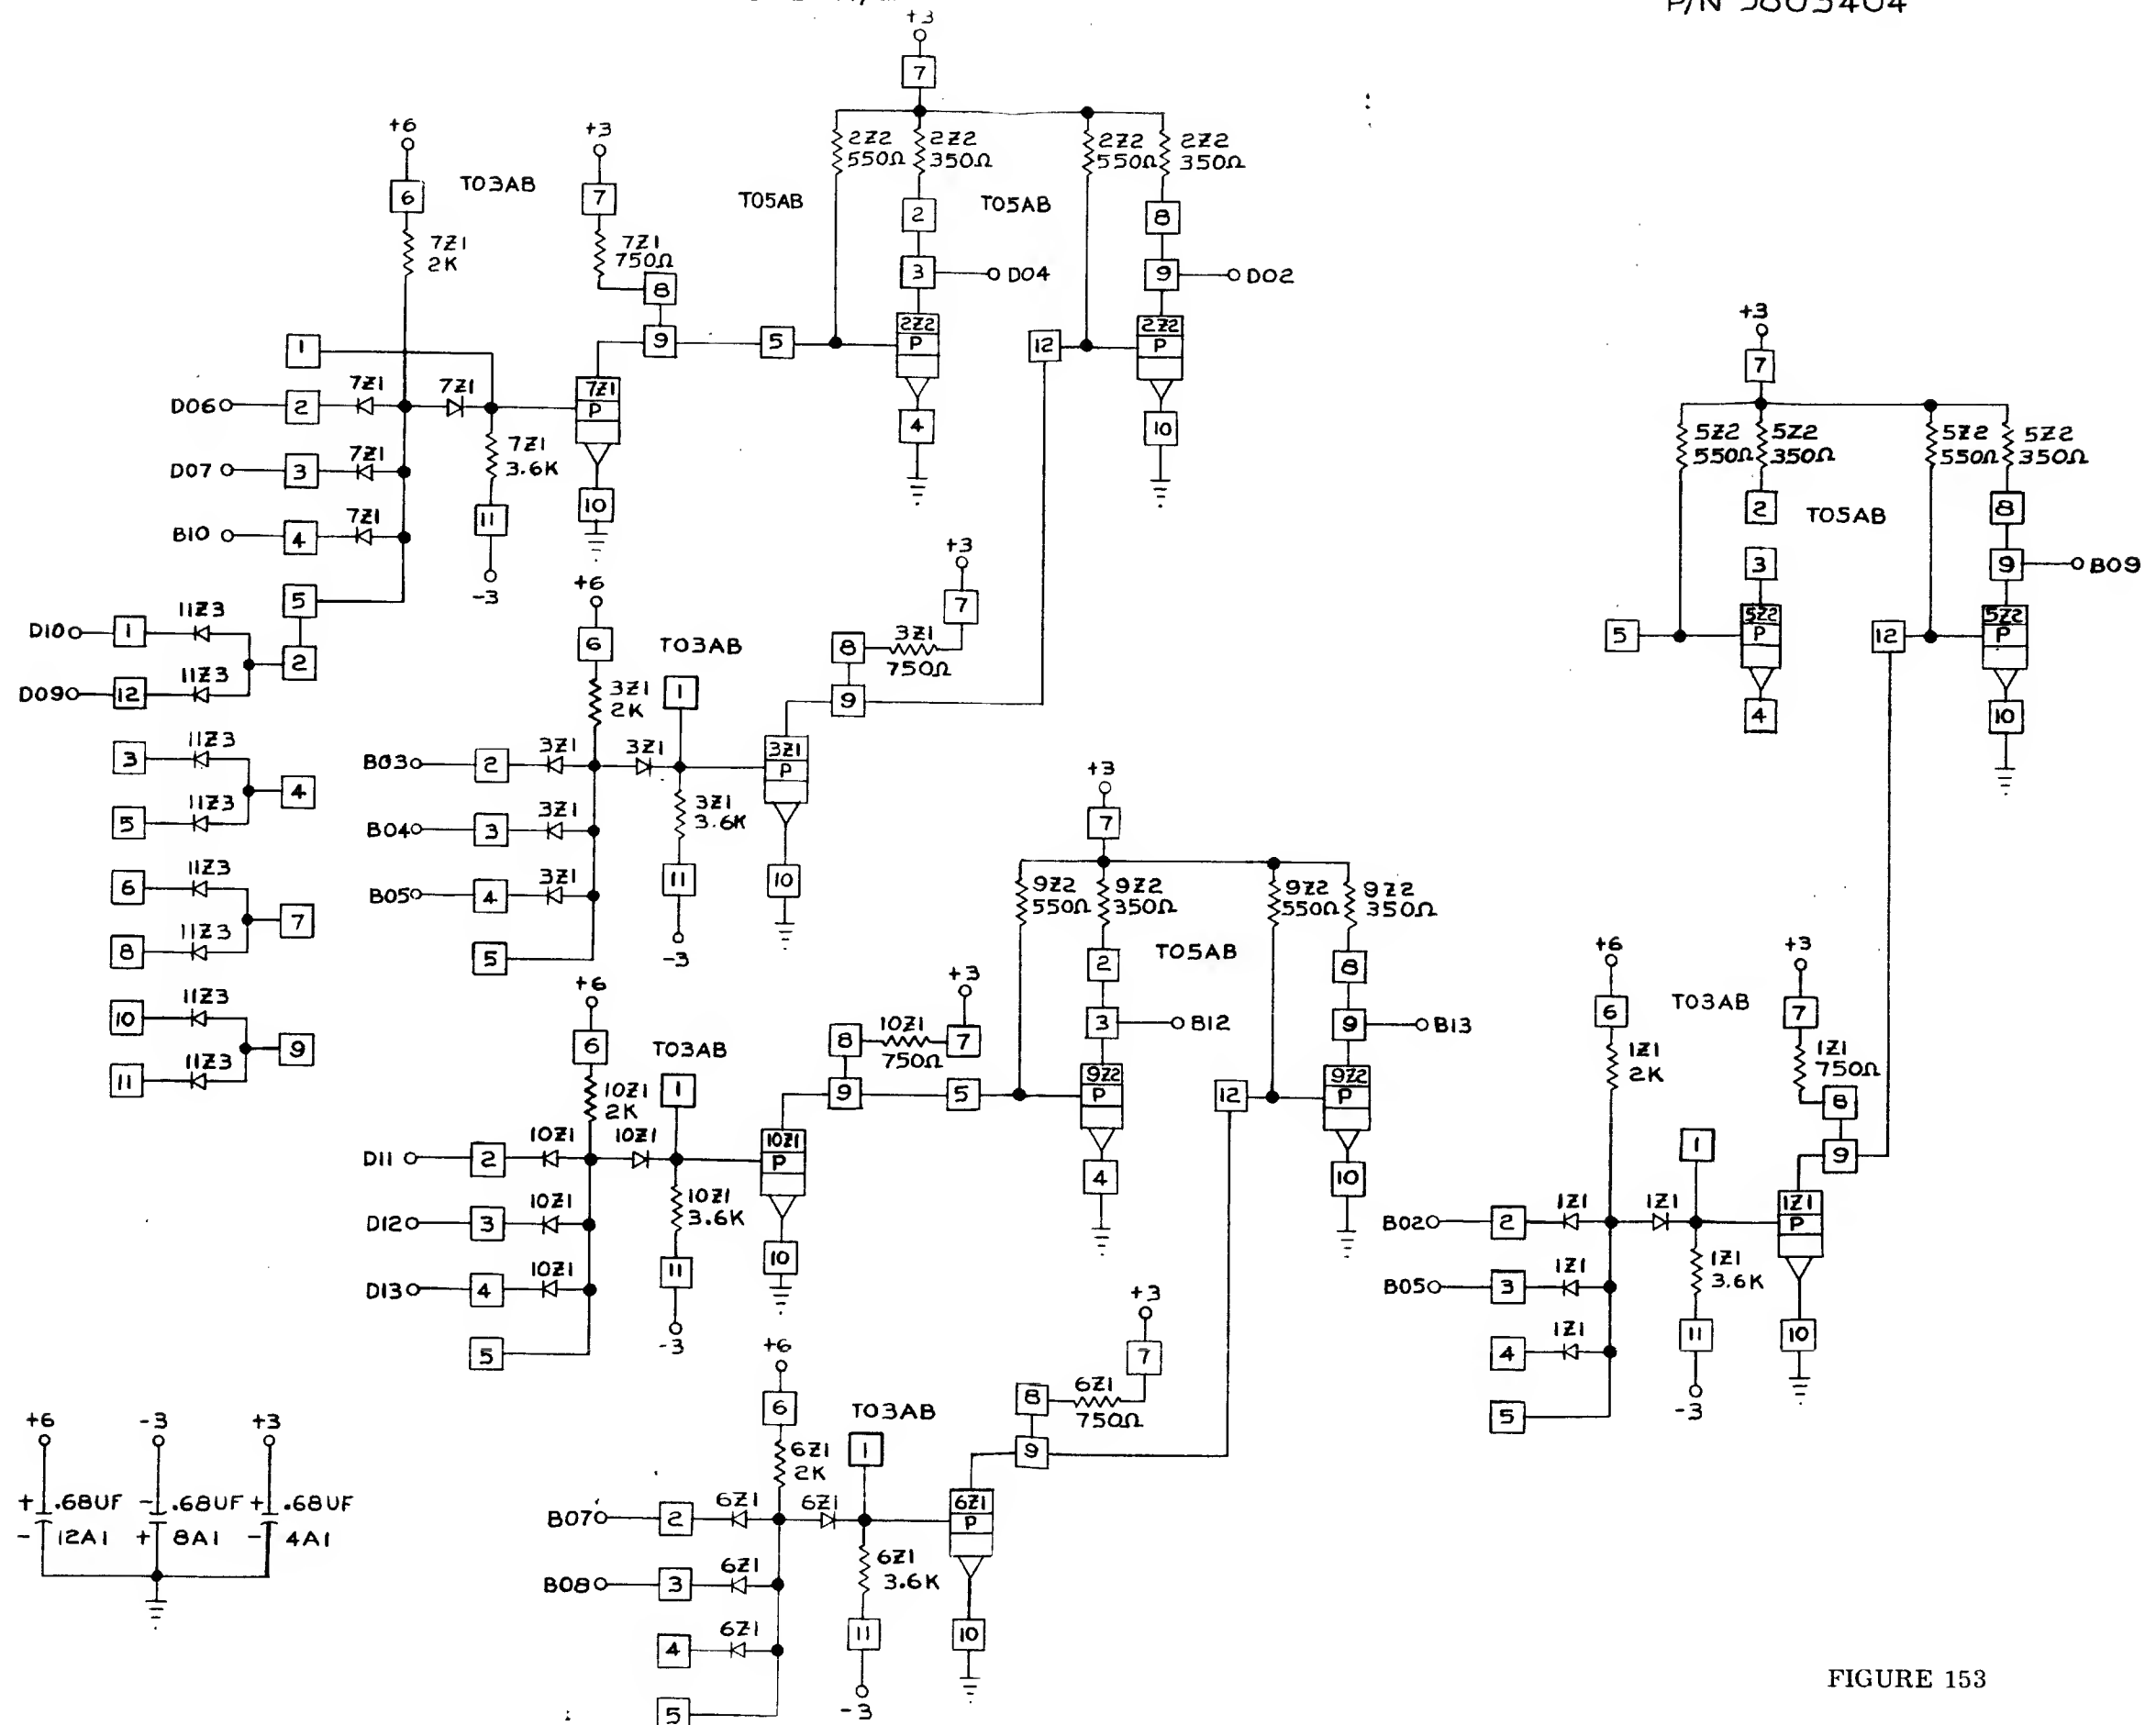 P/N 5803404
+3
7
2Z2 2Z2 2Z2 2Z2
550Ω 350Ω 550Ω 350Ω
+6
+3
T03AB
6
7
T05AB
2
T05AB
8
7Z1
2K
7Z1
750Ω
8
3
D04
9
D02
2Z2
P
2Z2
P
1
9
5
12
7Z1
P
D06
2
7Z1
7Z1
4
10
D07
3
7Z1
7Z1
3.6K
B10
4
7Z1
11
10
-3
5
D10
1
11Z3
2
D09
12
11Z3
3
11Z3
4
5
11Z3
6
11Z3
7
8
11Z3
10
11Z3
9
11
11Z3
+6
6
T03AB
3Z1
2K
1
8
3Z1
750Ω
+3
7
9
B03
2
3Z1
3Z1
3Z1
P
B04
3
3Z1
3Z1
3.6K
B05
4
3Z1
11
10
5
-3
+3
7
5Z2 5Z2 5Z2 5Z2
550Ω 350Ω 550Ω 350Ω
2
T05AB
8
3
9
B09
5
5Z2
P
12
5Z2
P
4
10
+3
7
9Z2 9Z2 9Z2 9Z2
550Ω 350Ω 550Ω 350Ω
2
T05AB
8
3
B12
9
B13
9Z2
P
12
9Z2
P
4
10
+6
6
T03AB
10Z1
2K
1
8
10Z1
750Ω
+3
7
9
5
D11
2
10Z1
10Z1
10Z1
P
D12
3
10Z1
10Z1
3.6K
D13
4
10Z1
11
10
5
-3
+6
6
T03AB
+3
7
1Z1
2K
1Z1
750Ω
8
1
9
B02
2
1Z1
1Z1
1Z1
P
B05
3
1Z1
1Z1
3.6K
4
1Z1
11
10
5
-3
+6
6
T03AB
6Z1
2K
1
8
6Z1
750Ω
+3
7
9
B07
2
6Z1
6Z1
6Z1
P
B08
3
6Z1
6Z1
3.6K
4
6Z1
11
10
5
-3
+6 -3 +3
+ .68UF - .68UF + .68UF
- 12A1 + 8A1 - 4A1
FIGURE 153